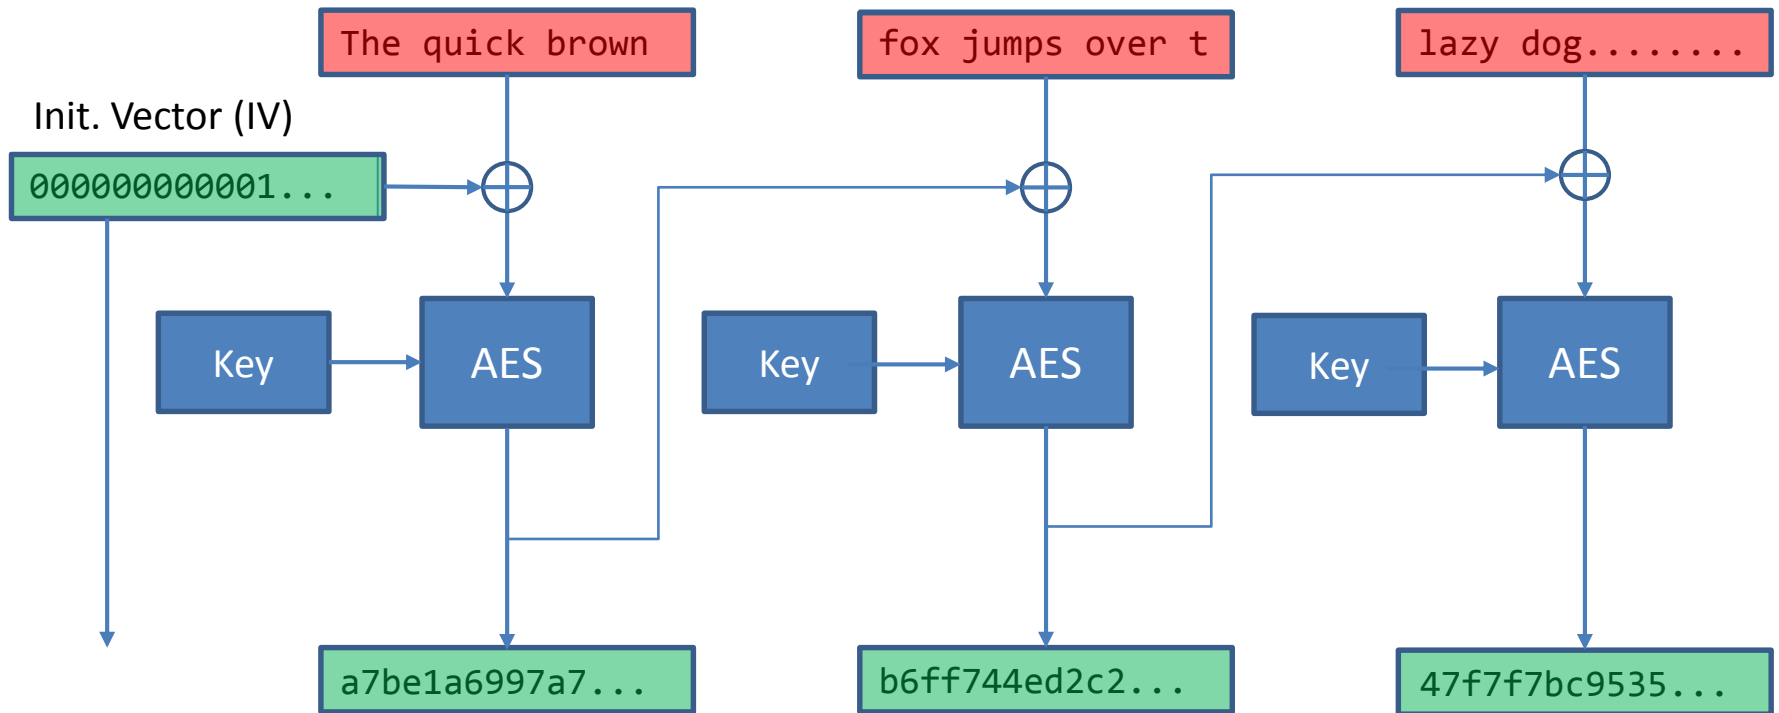 The quick brown
fox jumps over t
lazy dog........
Init. Vector (IV)
000000000001...
Key
AES
Key
AES
Key
AES
a7be1a6997a7...
b6ff744ed2c2...
47f7f7bc9535...